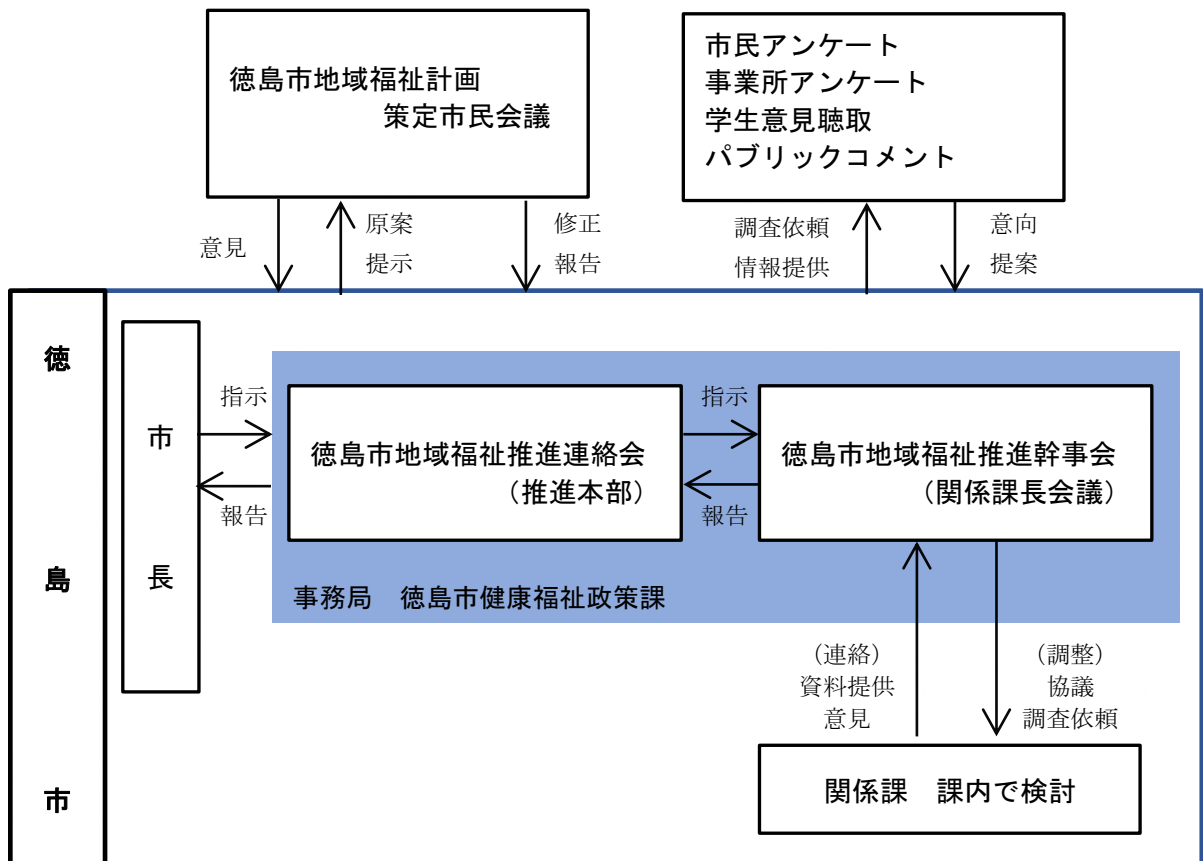 徳島市地域福祉計画
策定市民会議
市民アンケート
事業所アンケート
学生意見聴取
パブリックコメント
意見
原案
提示
修正
報告
調査依頼
情報提供
意向
提案
徳
島
市
市
長
指示
報告
徳島市地域福祉推進連絡会
（推進本部）
指示
報告
徳島市地域福祉推進幹事会
（関係課長会議）
事務局　徳島市健康福祉政策課
（連絡）
資料提供
意見
（調整）
協議
調査依頼
関係課　課内で検討